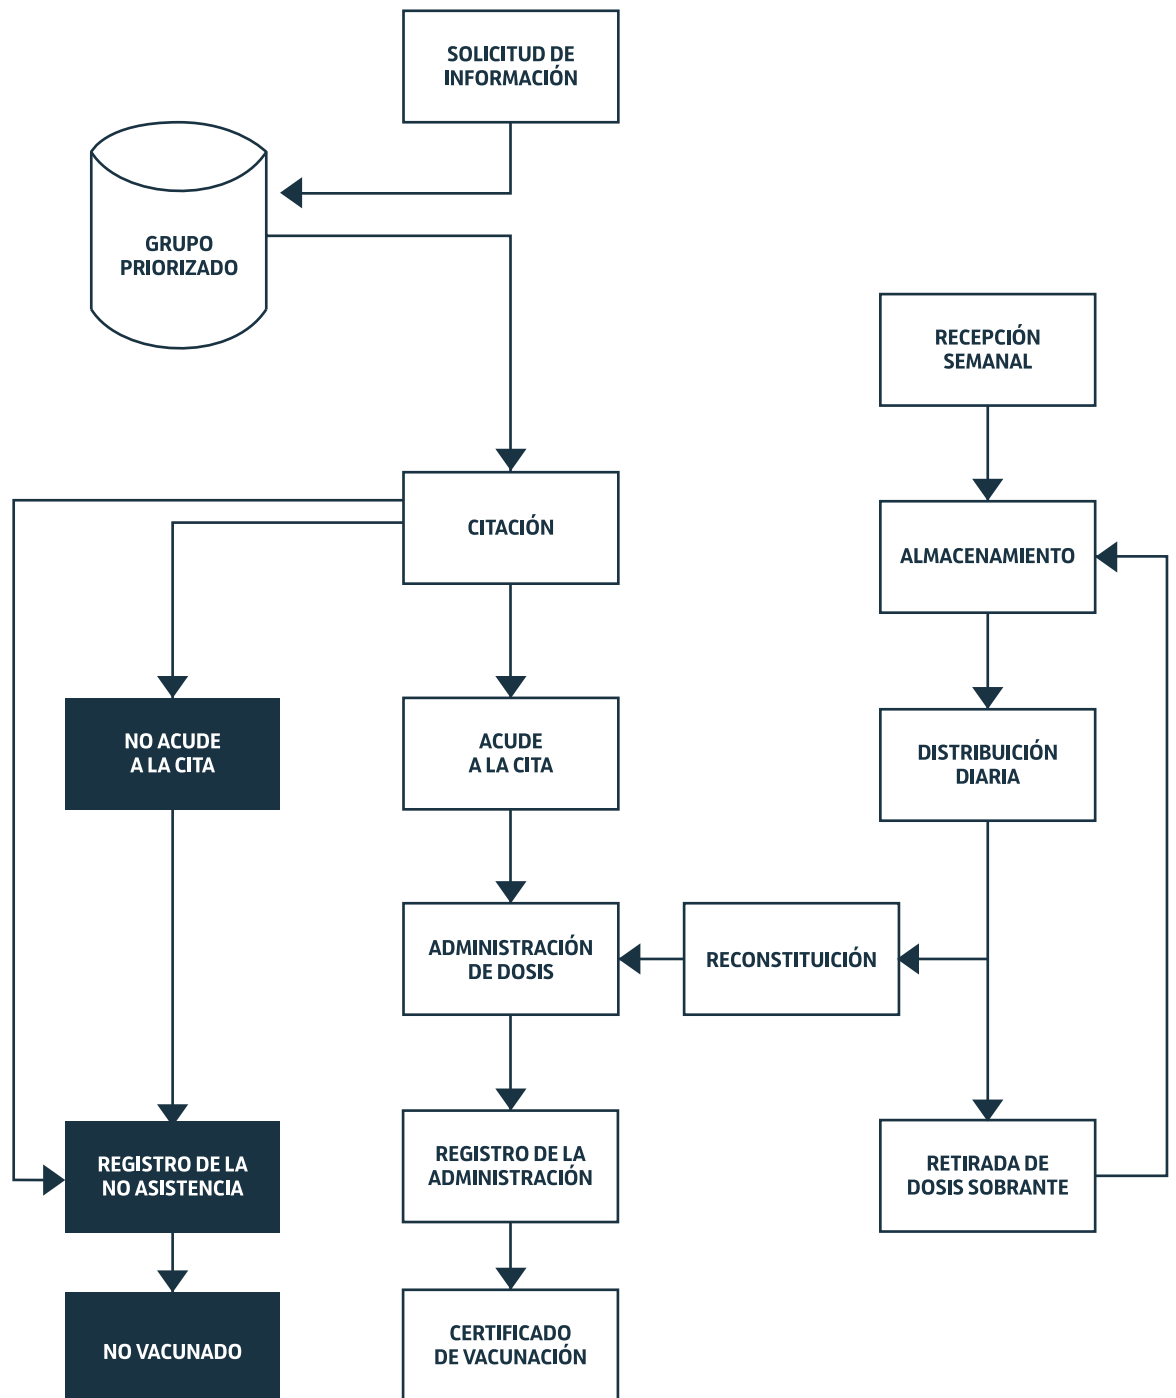 SOLICITUD DE
INFORMACIÓN
GRUPO
PRIORIZADO
RECEPCIÓN
SEMANAL
CITACIÓN
ALMACENAMIENTO
NO ACUDE
A LA CITA
ACUDE
A LA CITA
DISTRIBUICIÓN
DIARIA
ADMINISTRACIÓN
DE DOSIS
RECONSTITUICIÓN
REGISTRO DE LA
NO ASISTENCIA
REGISTRO DE LA
ADMINISTRACIÓN
RETIRADA DE
DOSIS SOBRANTE
NO VACUNADO
CERTIFICADO
DE VACUNACIÓN